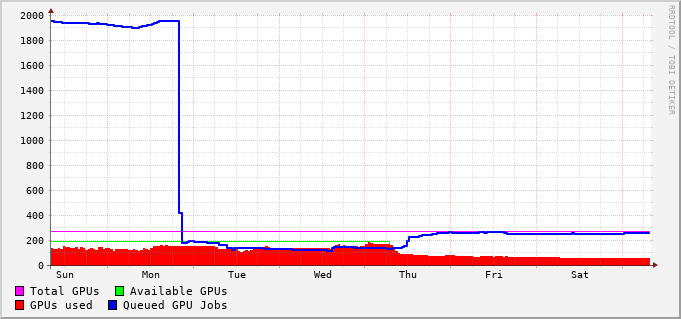 2000
1800
1600
1400
1200
1000
800
600
400
200
0
Sun Mon Tue Wed Thu Fri Sat
Total GPUs Available GPUs
GPUs used Queued GPU Jobs
RRDTOOL / TOBI OETIKER